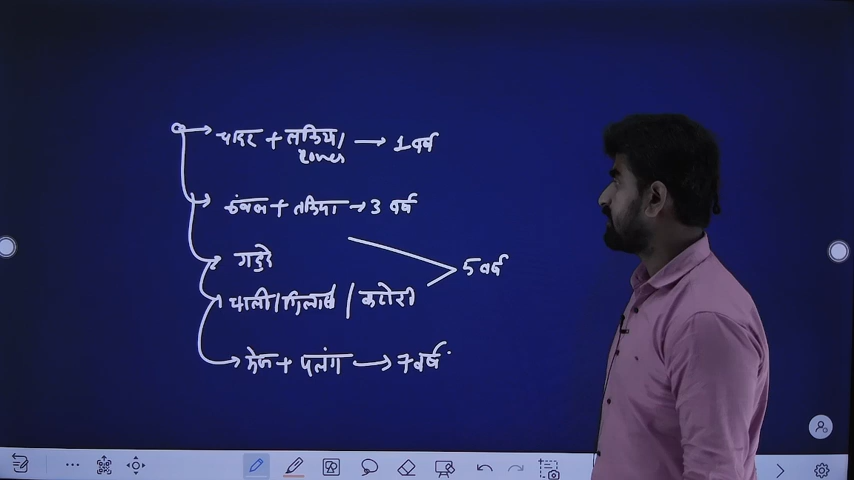 चादर + तकिया/ → 1 वर्ष
cover
कंबल + तकिया → 3 वर्ष
गद्दे
5 वर्ष
थाली/गिलास / कटोरी
मेज + पलंग → 7 वर्ष